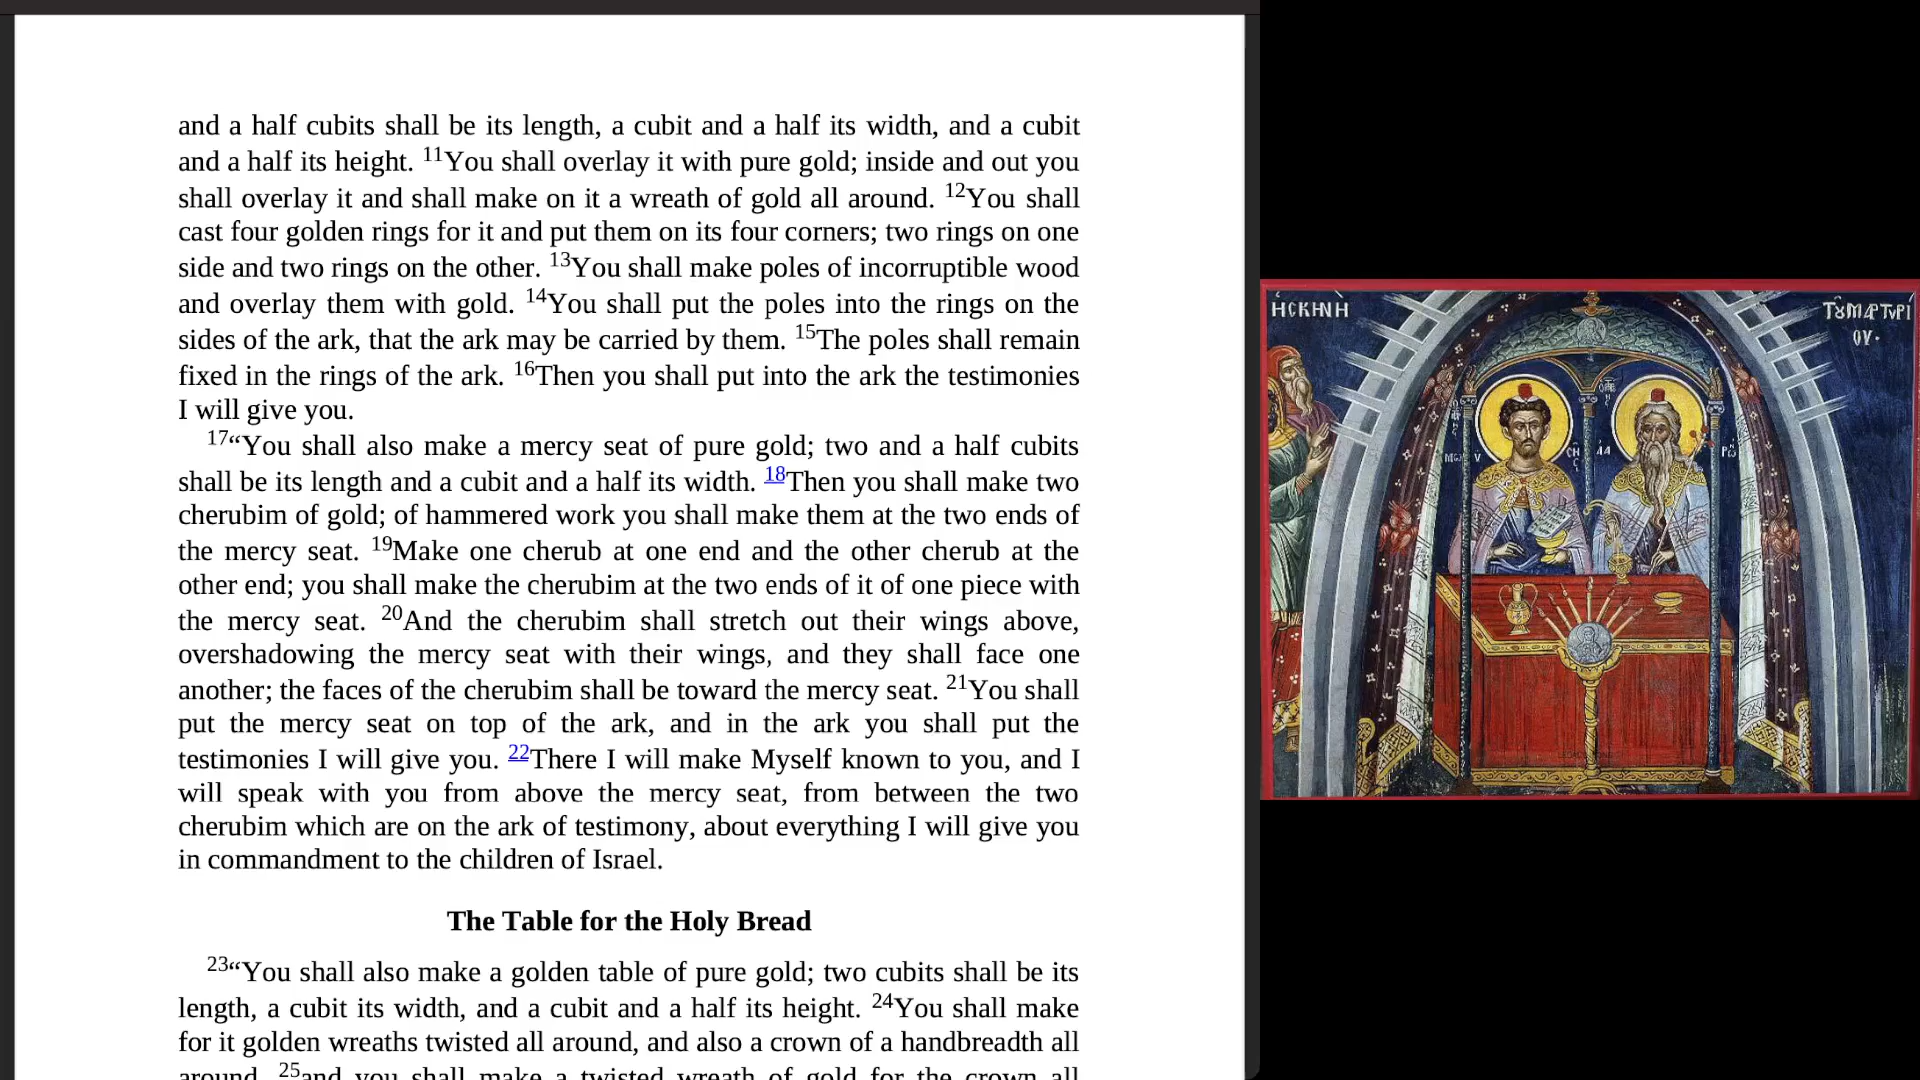 and a half cubits shall be its length, a cubit and a half its width, and a cubit
and a half its height. 11You shall overlay it with pure gold; inside and out you
shall overlay it and shall make on it a wreath of gold all around. 12You shall
cast four golden rings for it and put them on its four corners; two rings on one
side and two rings on the other. 13You shall make poles of incorruptible wood
and overlay them with gold. 14You shall put the poles into the rings on the
sides of the ark, that the ark may be carried by them. 15The poles shall remain
fixed in the rings of the ark. 16Then you shall put into the ark the testimonies
I will give you.
17“You shall also make a mercy seat of pure gold; two and a half cubits
shall be its length and a cubit and a half its width. 18Then you shall make two
cherubim of gold; of hammered work you shall make them at the two ends of
the mercy seat. 19Make one cherub at one end and the other cherub at the
other end; you shall make the cherubim at the two ends of it of one piece with
the mercy seat. 20And the cherubim shall stretch out their wings above,
overshadowing the mercy seat with their wings, and they shall face one
another; the faces of the cherubim shall be toward the mercy seat. 21You shall
put the mercy seat on top of the ark, and in the ark you shall put the
testimonies I will give you. 22There I will make Myself known to you, and I
will speak with you from above the mercy seat, from between the two
cherubim which are on the ark of testimony, about everything I will give you
in commandment to the children of Israel.
The Table for the Holy Bread
23“You shall also make a golden table of pure gold; two cubits shall be its
length, a cubit its width, and a cubit and a half its height. 24You shall make
for it golden wreaths twisted all around, and also a crown of a handbreadth all
around, 25and you shall make a twisted wreath of gold for the crown all
ἩCΚΗΝῊ
ΤȣΜΑΡΤΥΡΙ
ΟΥ·